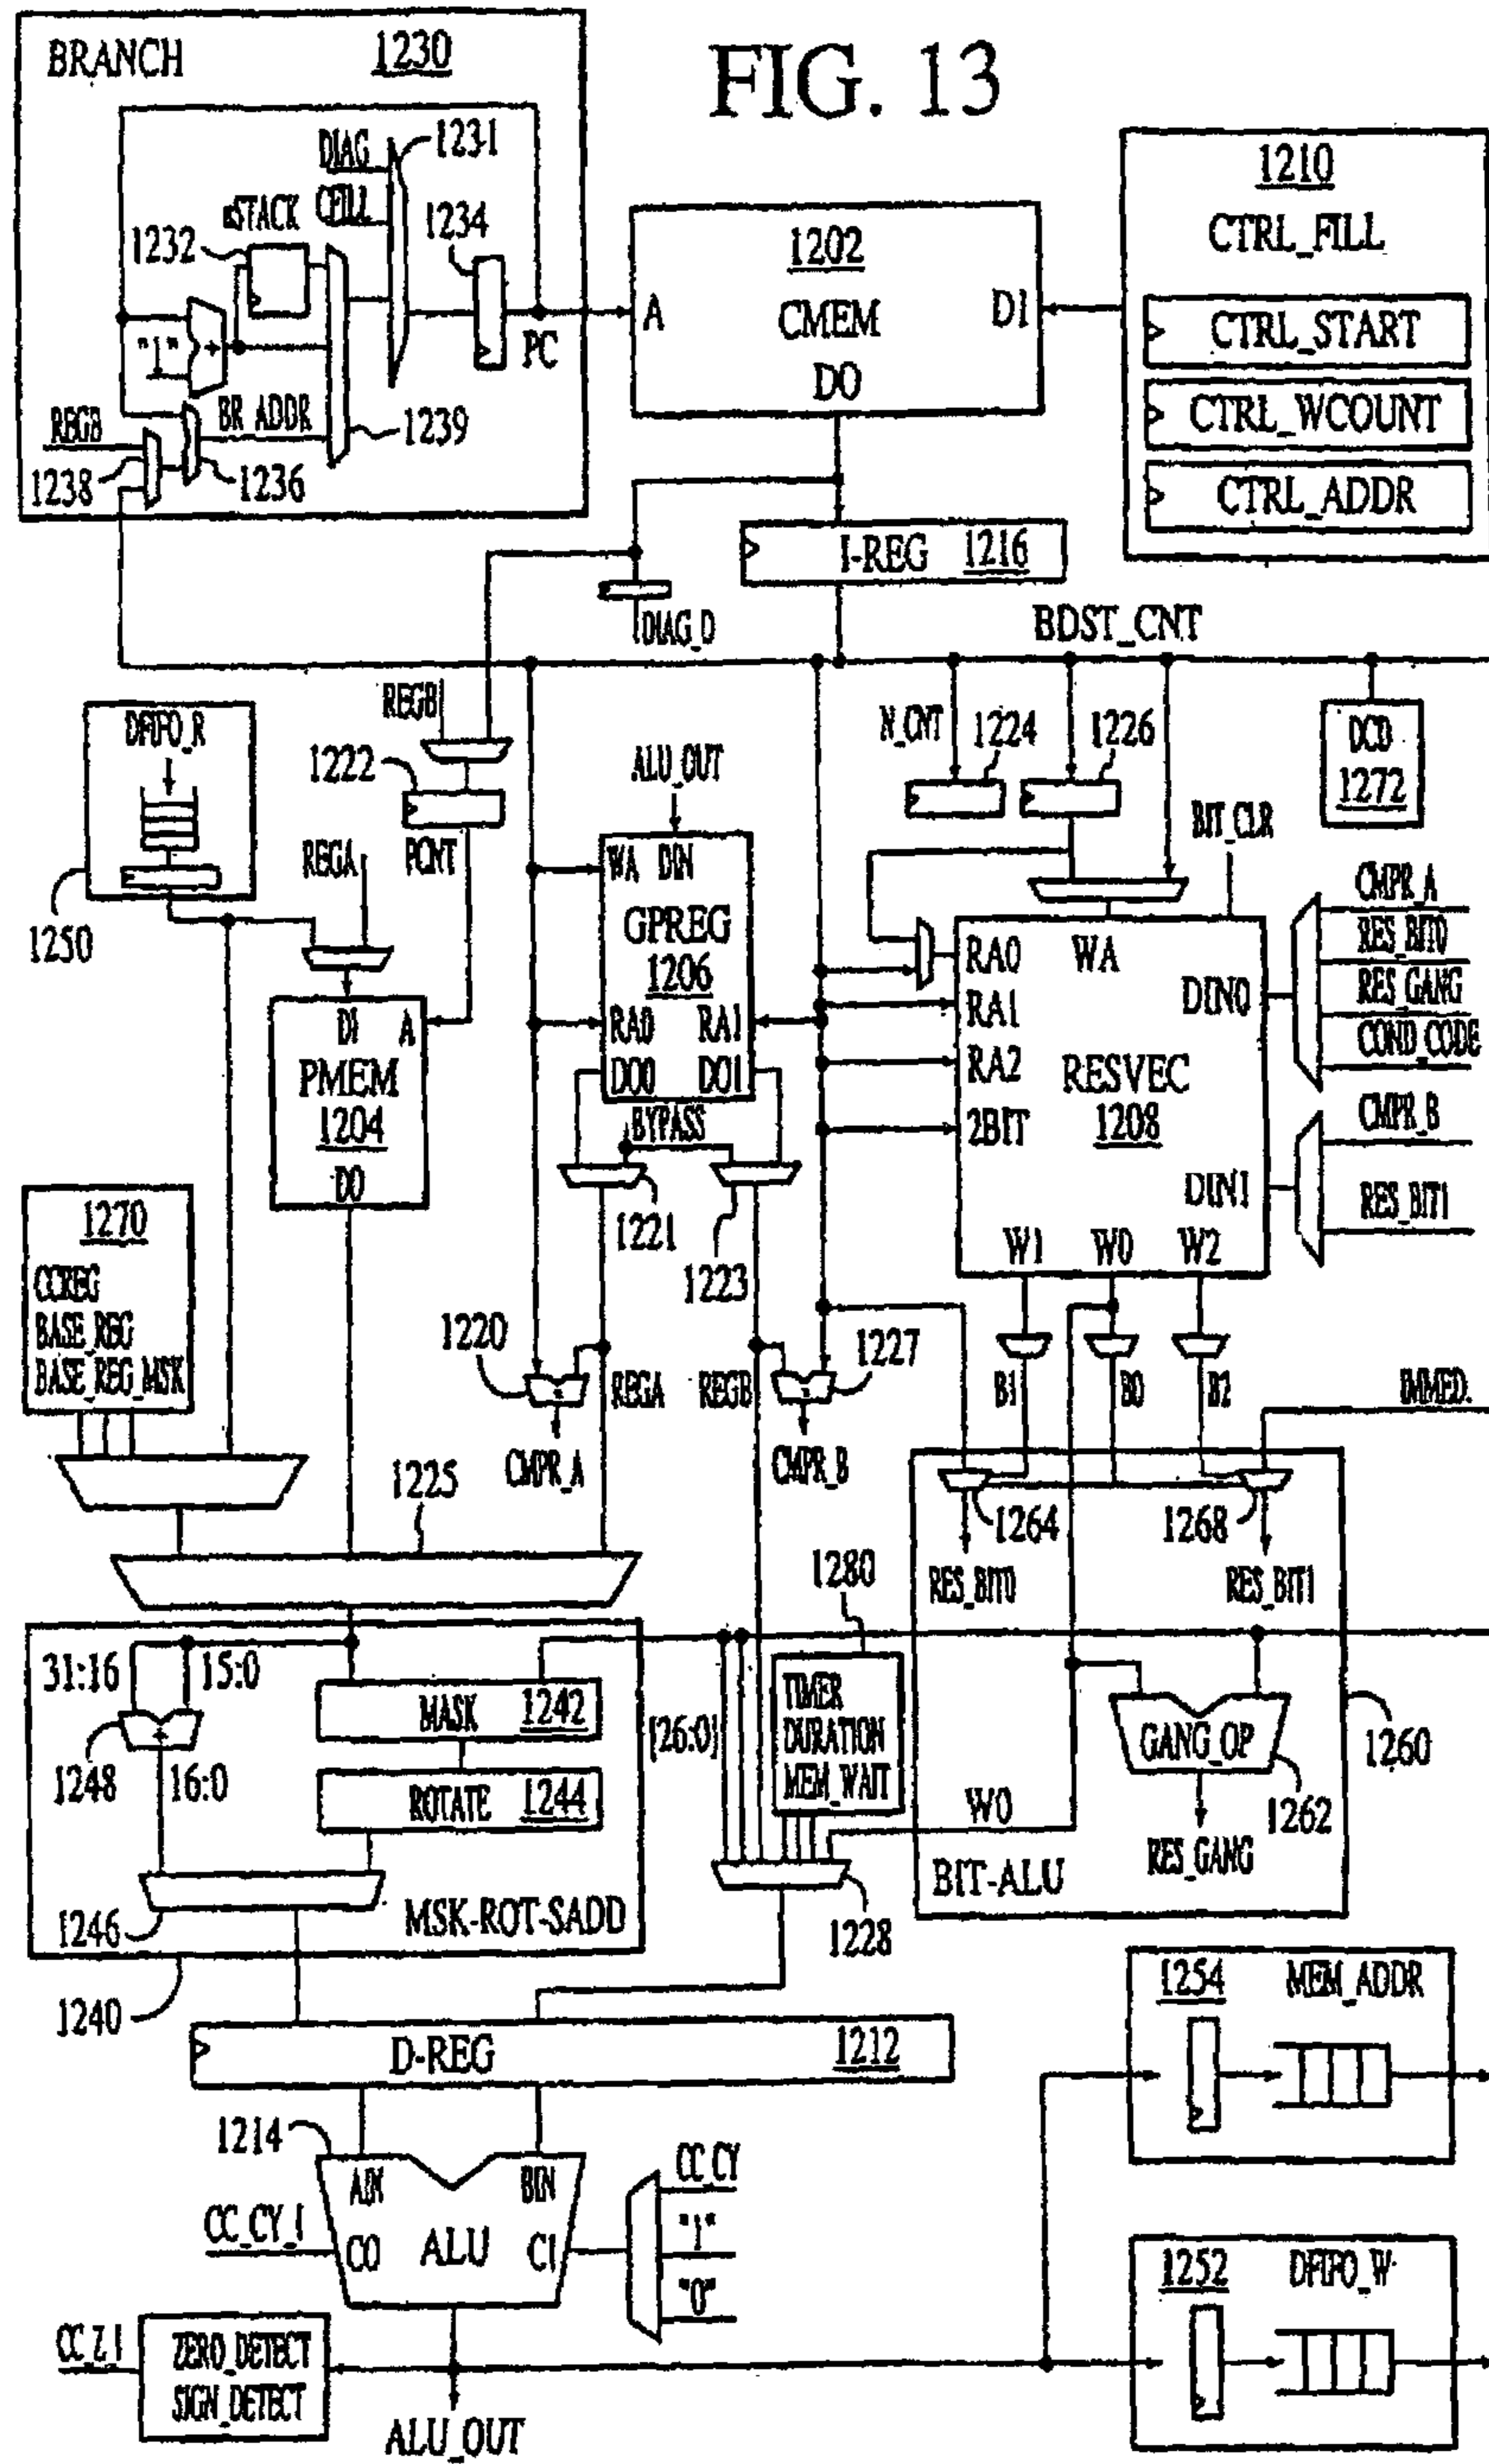 FIG. 13
BRANCH 1230
DIAG
CFILL
1231
STACK
1232
1234
"1"
+
PC
BR_ADDR
REGB
1238
1236
1239
1202
CMEM
A
DI
DO
1210
CTRL_FILL
CTRL_START
CTRL_WCOUNT
CTRL_ADDR
I-REG 1216
DIAG_D
BDST_CNT
DFIFO_R
1250
REGB
1222
PCNT
REGA
ALU_OUT
N_CNT
1224
1226
DCD
1272
BIT_CLR
WA DIN
GPREG
1206
RA0 RA1
DO0 DO1
DI A
PMEM
1204
DO
BYPASS
1221
1223
RA0 WA
RA1
RA2
2BIT
RESVEC
1208
DIN0
DIN1
W1 W0 W2
CMPR_A
RES_BIT0
RES_GANG
COND_CODE
CMPR_B
RES_BIT1
1270
CCREG
BASE_REG
BASE_REG_MSK
1220
REGA
CMPR_A
REGB
1227
CMPR_B
B1
B0
B2
IMMED.
1225
1264
1268
RES_BIT0
RES_BIT1
1280
TIMER
DURATION
MEM_WAIT
[26:0]
31:16
15:0
+
1248
16:0
MASK 1242
ROTATE 1244
1246
MSK-ROT-SADD
1240
GANG_OP
1262
1260
RES_GANG
W0
BIT-ALU
1228
D-REG 1212
1214
AIN BIN
CO ALU CI
CC_CY_I
CC_CY
"1"
"0"
CC_Z_I
ZERO_DETECT
SIGN_DETECT
ALU_OUT
1254 MEM_ADDR
1252 DFIFO_W